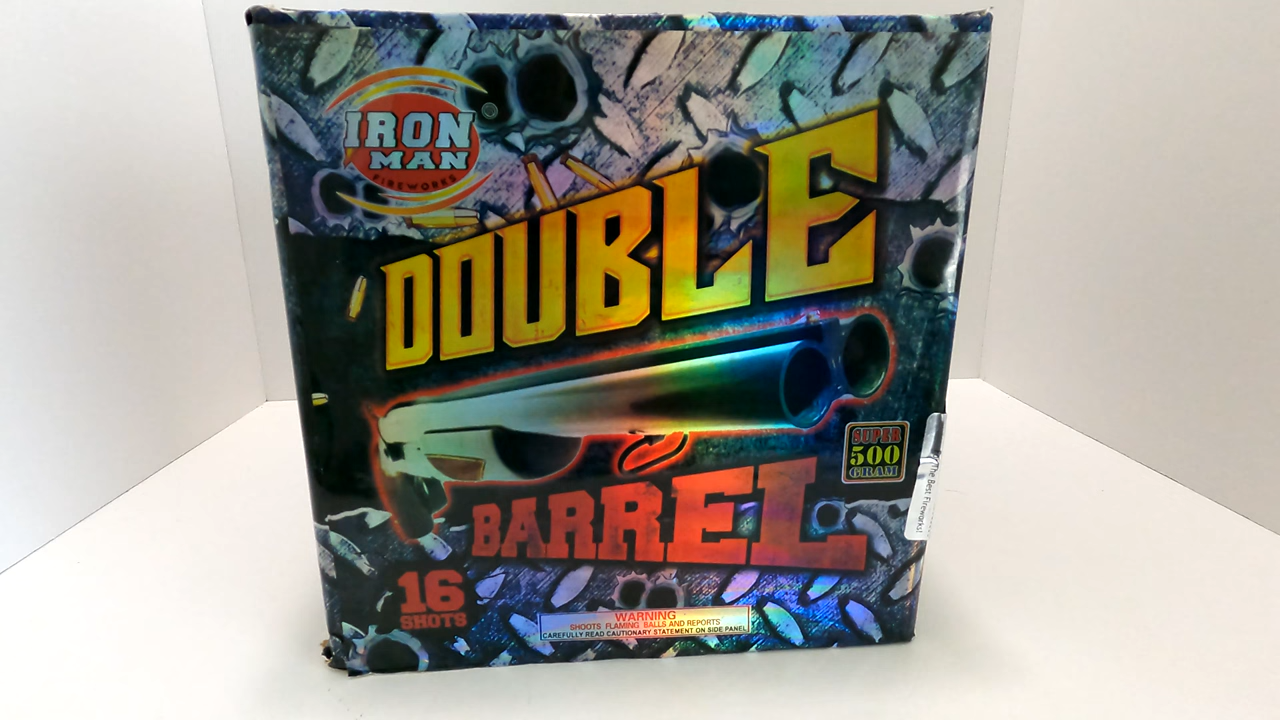 IRON
MAN
FIREWORKS
DOUBLE
BARREL
SUPER
500
GRAM
The Best Fireworks!
16
SHOTS
WARNING
SHOOTS FLAMING BALLS AND REPORTS
CAREFULLY READ CAUTIONARY STATEMENT ON SIDE PANEL